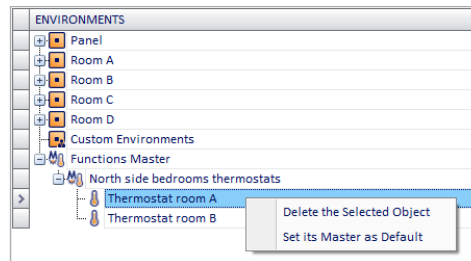 ENVIRONMENTS
Panel
Room A
Room B
Room C
Room D
Custom Environments
Functions Master
North side bedrooms thermostats
Thermostat room A
Thermostat room B
Delete the Selected Object
Set its Master as Default